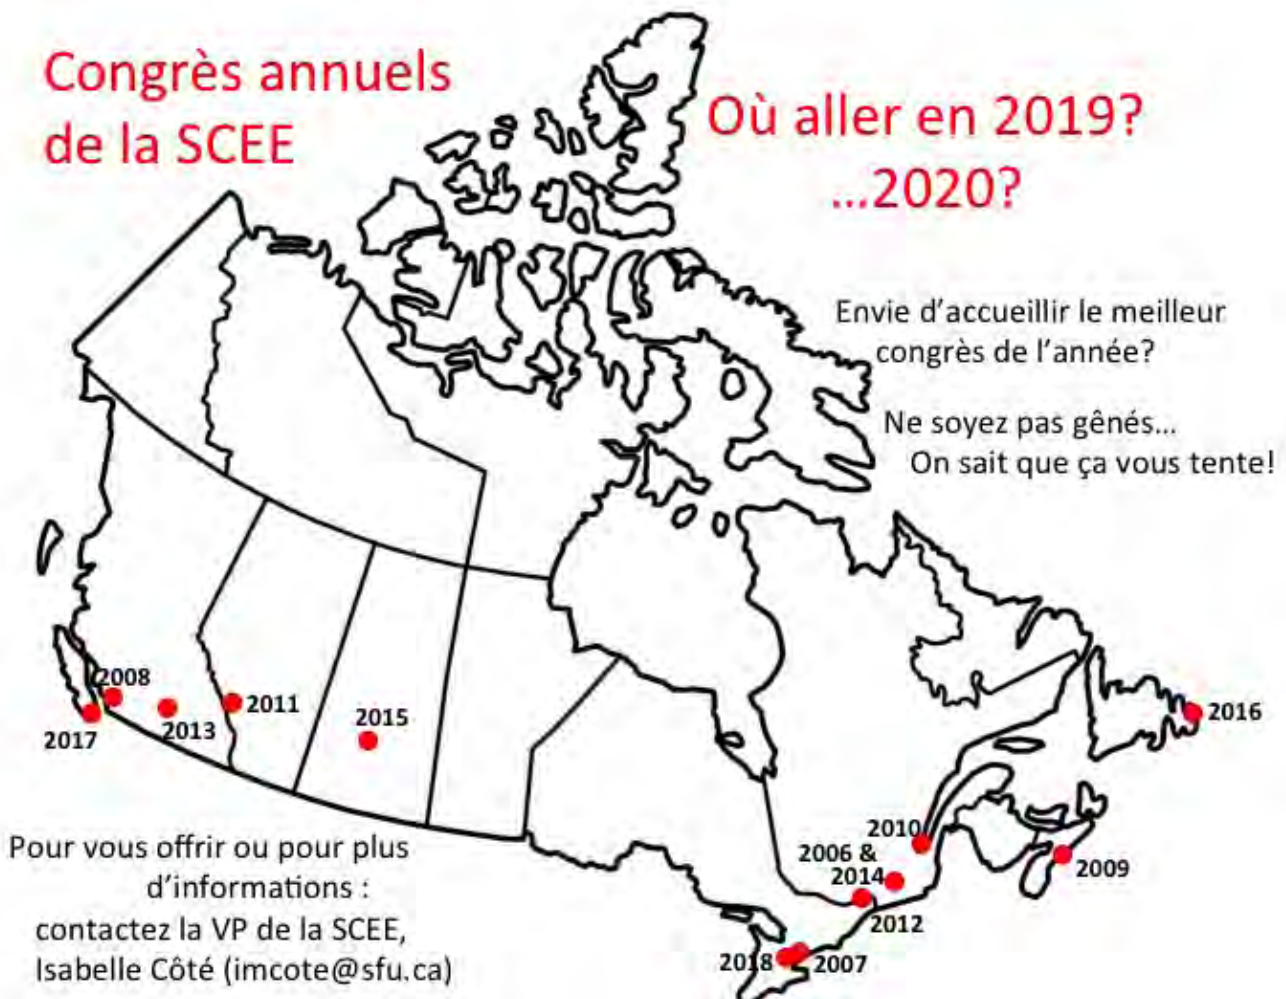 Congrès annuels
de la SCEE
Où aller en 2019?
...2020?
Envie d'accueillir le meilleur
congrès de l'année?
Ne soyez pas gênés...
On sait que ça vous tente!
2008
2017
2013
2011
2015
2016
2010
2006 &
2014
2009
2012
2018
2007
Pour vous offrir ou pour plus
d'informations :
contactez la VP de la SCEE,
Isabelle Côté (imcote@sfu.ca)